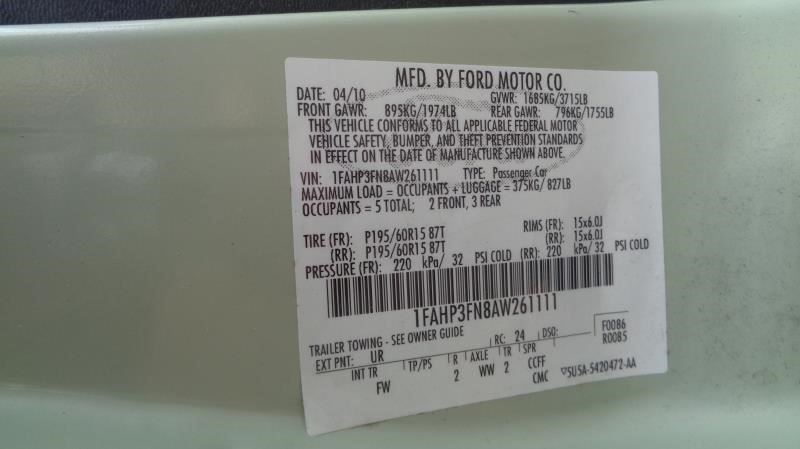 MFD. BY FORD MOTOR CO.
DATE: 04/10 GVWR: 1685KG/3715LB
FRONT GAWR: 895KG/1974LB REAR GAWR: 796KG/1755LB
THIS VEHICLE CONFORMS TO ALL APPLICABLE FEDERAL MOTOR
VEHICLE SAFETY, BUMPER, AND THEFT PREVENTION STANDARDS
IN EFFECT ON THE DATE OF MANUFACTURE SHOWN ABOVE.
VIN: 1FAHP3FN8AW261111 TYPE: Passenger Car
MAXIMUM LOAD = OCCUPANTS + LUGGAGE = 375KG/ 827LB
OCCUPANTS = 5 TOTAL; 2 FRONT, 3 REAR
TIRE (FR): P195/60R15 87T RIMS (FR): 15x6.0J
(RR): P195/60R15 87T (RR): 15x6.0J
PRESSURE (FR): 220 kPa/ 32 PSI COLD (RR): 220 kPa/ 32 PSI COLD
1FAHP3FN8AW261111
TRAILER TOWING - SEE OWNER GUIDE RC: 24 DSO: F0086
EXT PNT: UR R0085
INT TR TP/PS R AXLE TR SPR
FW 2 WW 2 CCFF
CMC ▽5U5A-5420472-AA